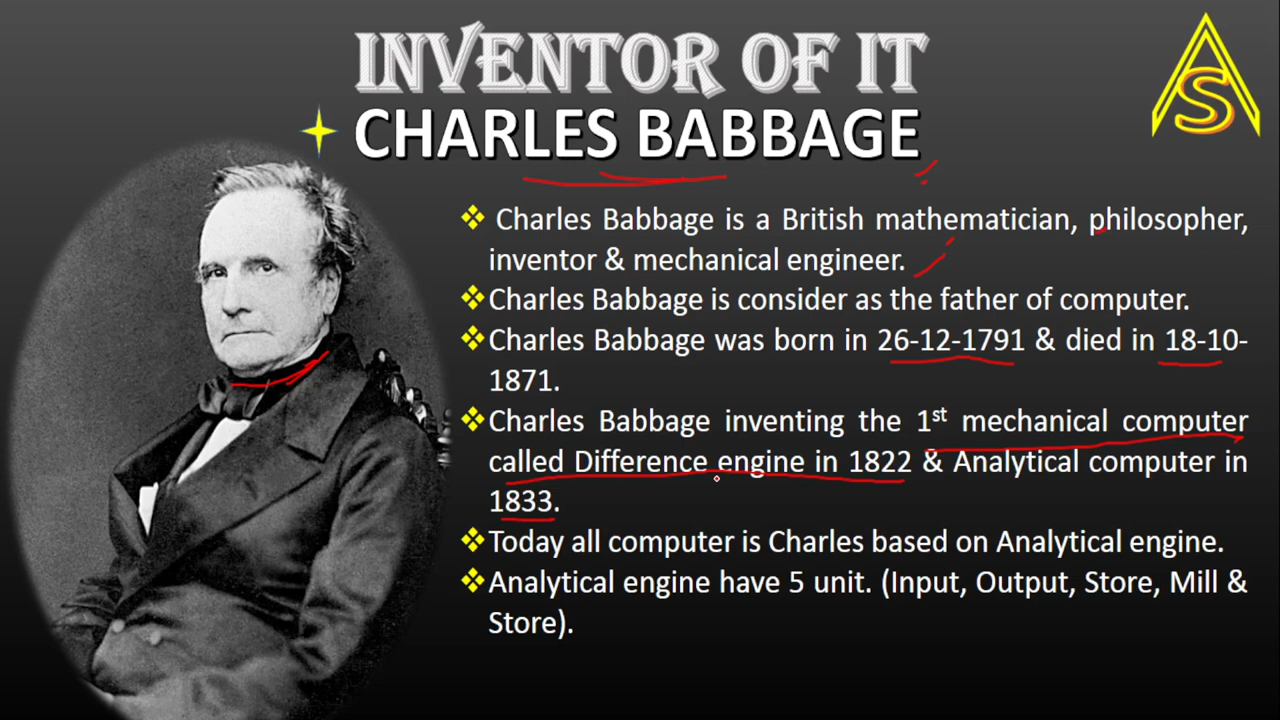 INVENTOR OF IT
CHARLES BABBAGE
AS
Charles Babbage is a British mathematician, philosopher,
inventor & mechanical engineer.
Charles Babbage is consider as the father of computer.
Charles Babbage was born in 26-12-1791 & died in 18-10-
1871.
Charles Babbage inventing the 1st mechanical computer
called Difference engine in 1822 & Analytical computer in
1833.
Today all computer is Charles based on Analytical engine.
Analytical engine have 5 unit. (Input, Output, Store, Mill &
Store).